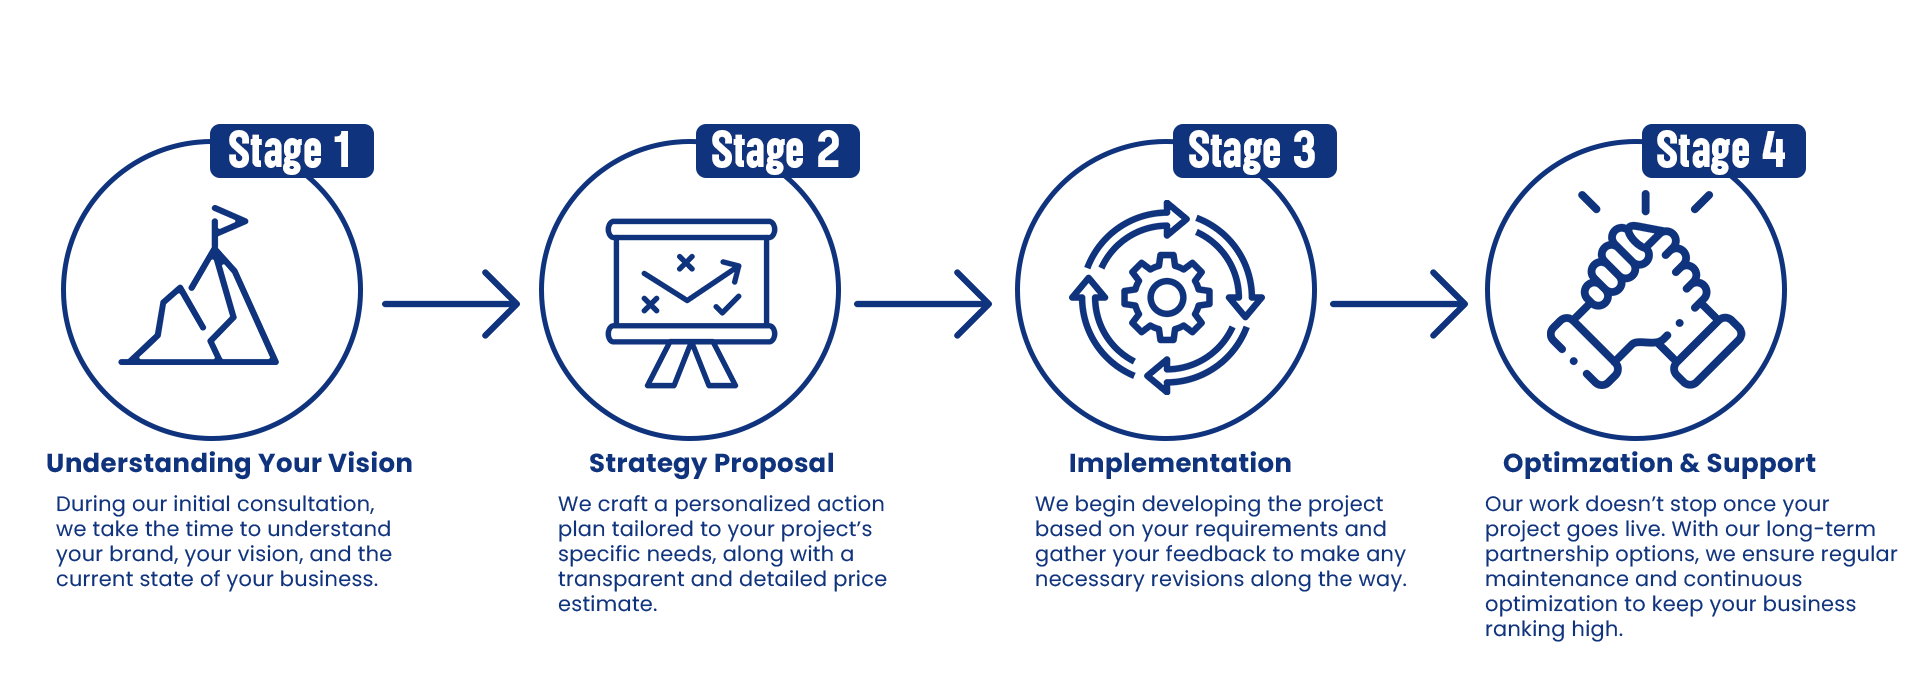 Stage 1
Understanding Your Vision
During our initial consultation,
we take the time to understand
your brand, your vision, and the
current state of your business.
Stage 2
Strategy Proposal
We craft a personalized action
plan tailored to your project’s
specific needs, along with a
transparent and detailed price
estimate.
Stage 3
Implementation
We begin developing the project
based on your requirements and
gather your feedback to make any
necessary revisions along the way.
Stage 4
Optimzation & Support
Our work doesn’t stop once your
project goes live. With our long-term
partnership options, we ensure regular
maintenance and continuous
optimization to keep your business
ranking high.